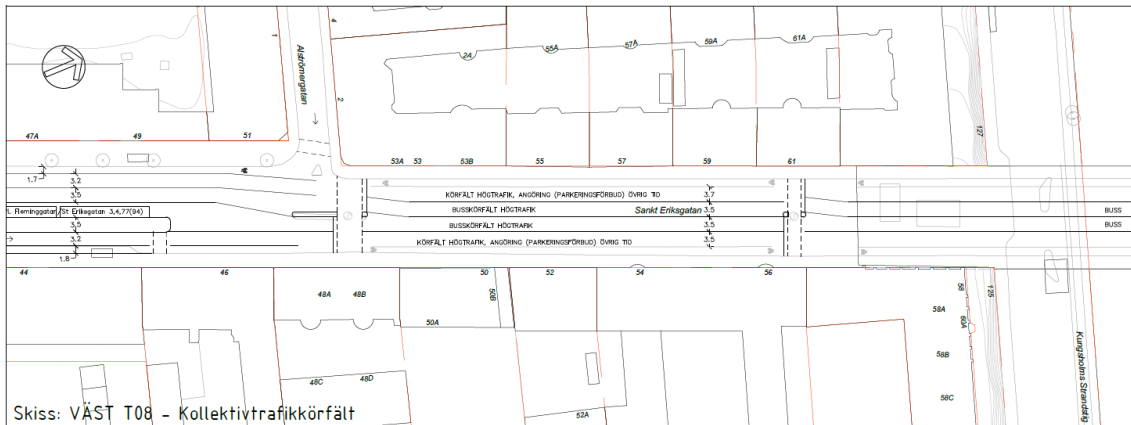 1
4
Alströmergatan
2
2A
55A
57A
59A
61A
47A
49
51
53A
53
53B
55
57
59
61
127
1.7
3.2
3.5
KÖRFÄLT HÖGTRAFIK, ANGÖRING (PARKERINGSFÖRBUD) ÖVRIG TID
3.7
BUSSKÖRFÄLT HÖGTRAFIK
Sankt Eriksgatan
3.5
BUSS
Fleminggatan/St Eriksgatan 3,4,77(94)
3.5
BUSSKÖRFÄLT HÖGTRAFIK
3.5
BUSS
3.2
KÖRFÄLT HÖGTRAFIK, ANGÖRING (PARKERINGSFÖRBUD) ÖVRIG TID
3.5
1.8
44
46
48A
48B
50
50B
52
54
56
58
125
58A
60A
50A
58B
Kungsholms Strandstig
48C
48D
58C
52A
Skiss: VÄST T08 - Kollektivtrafikkörfält